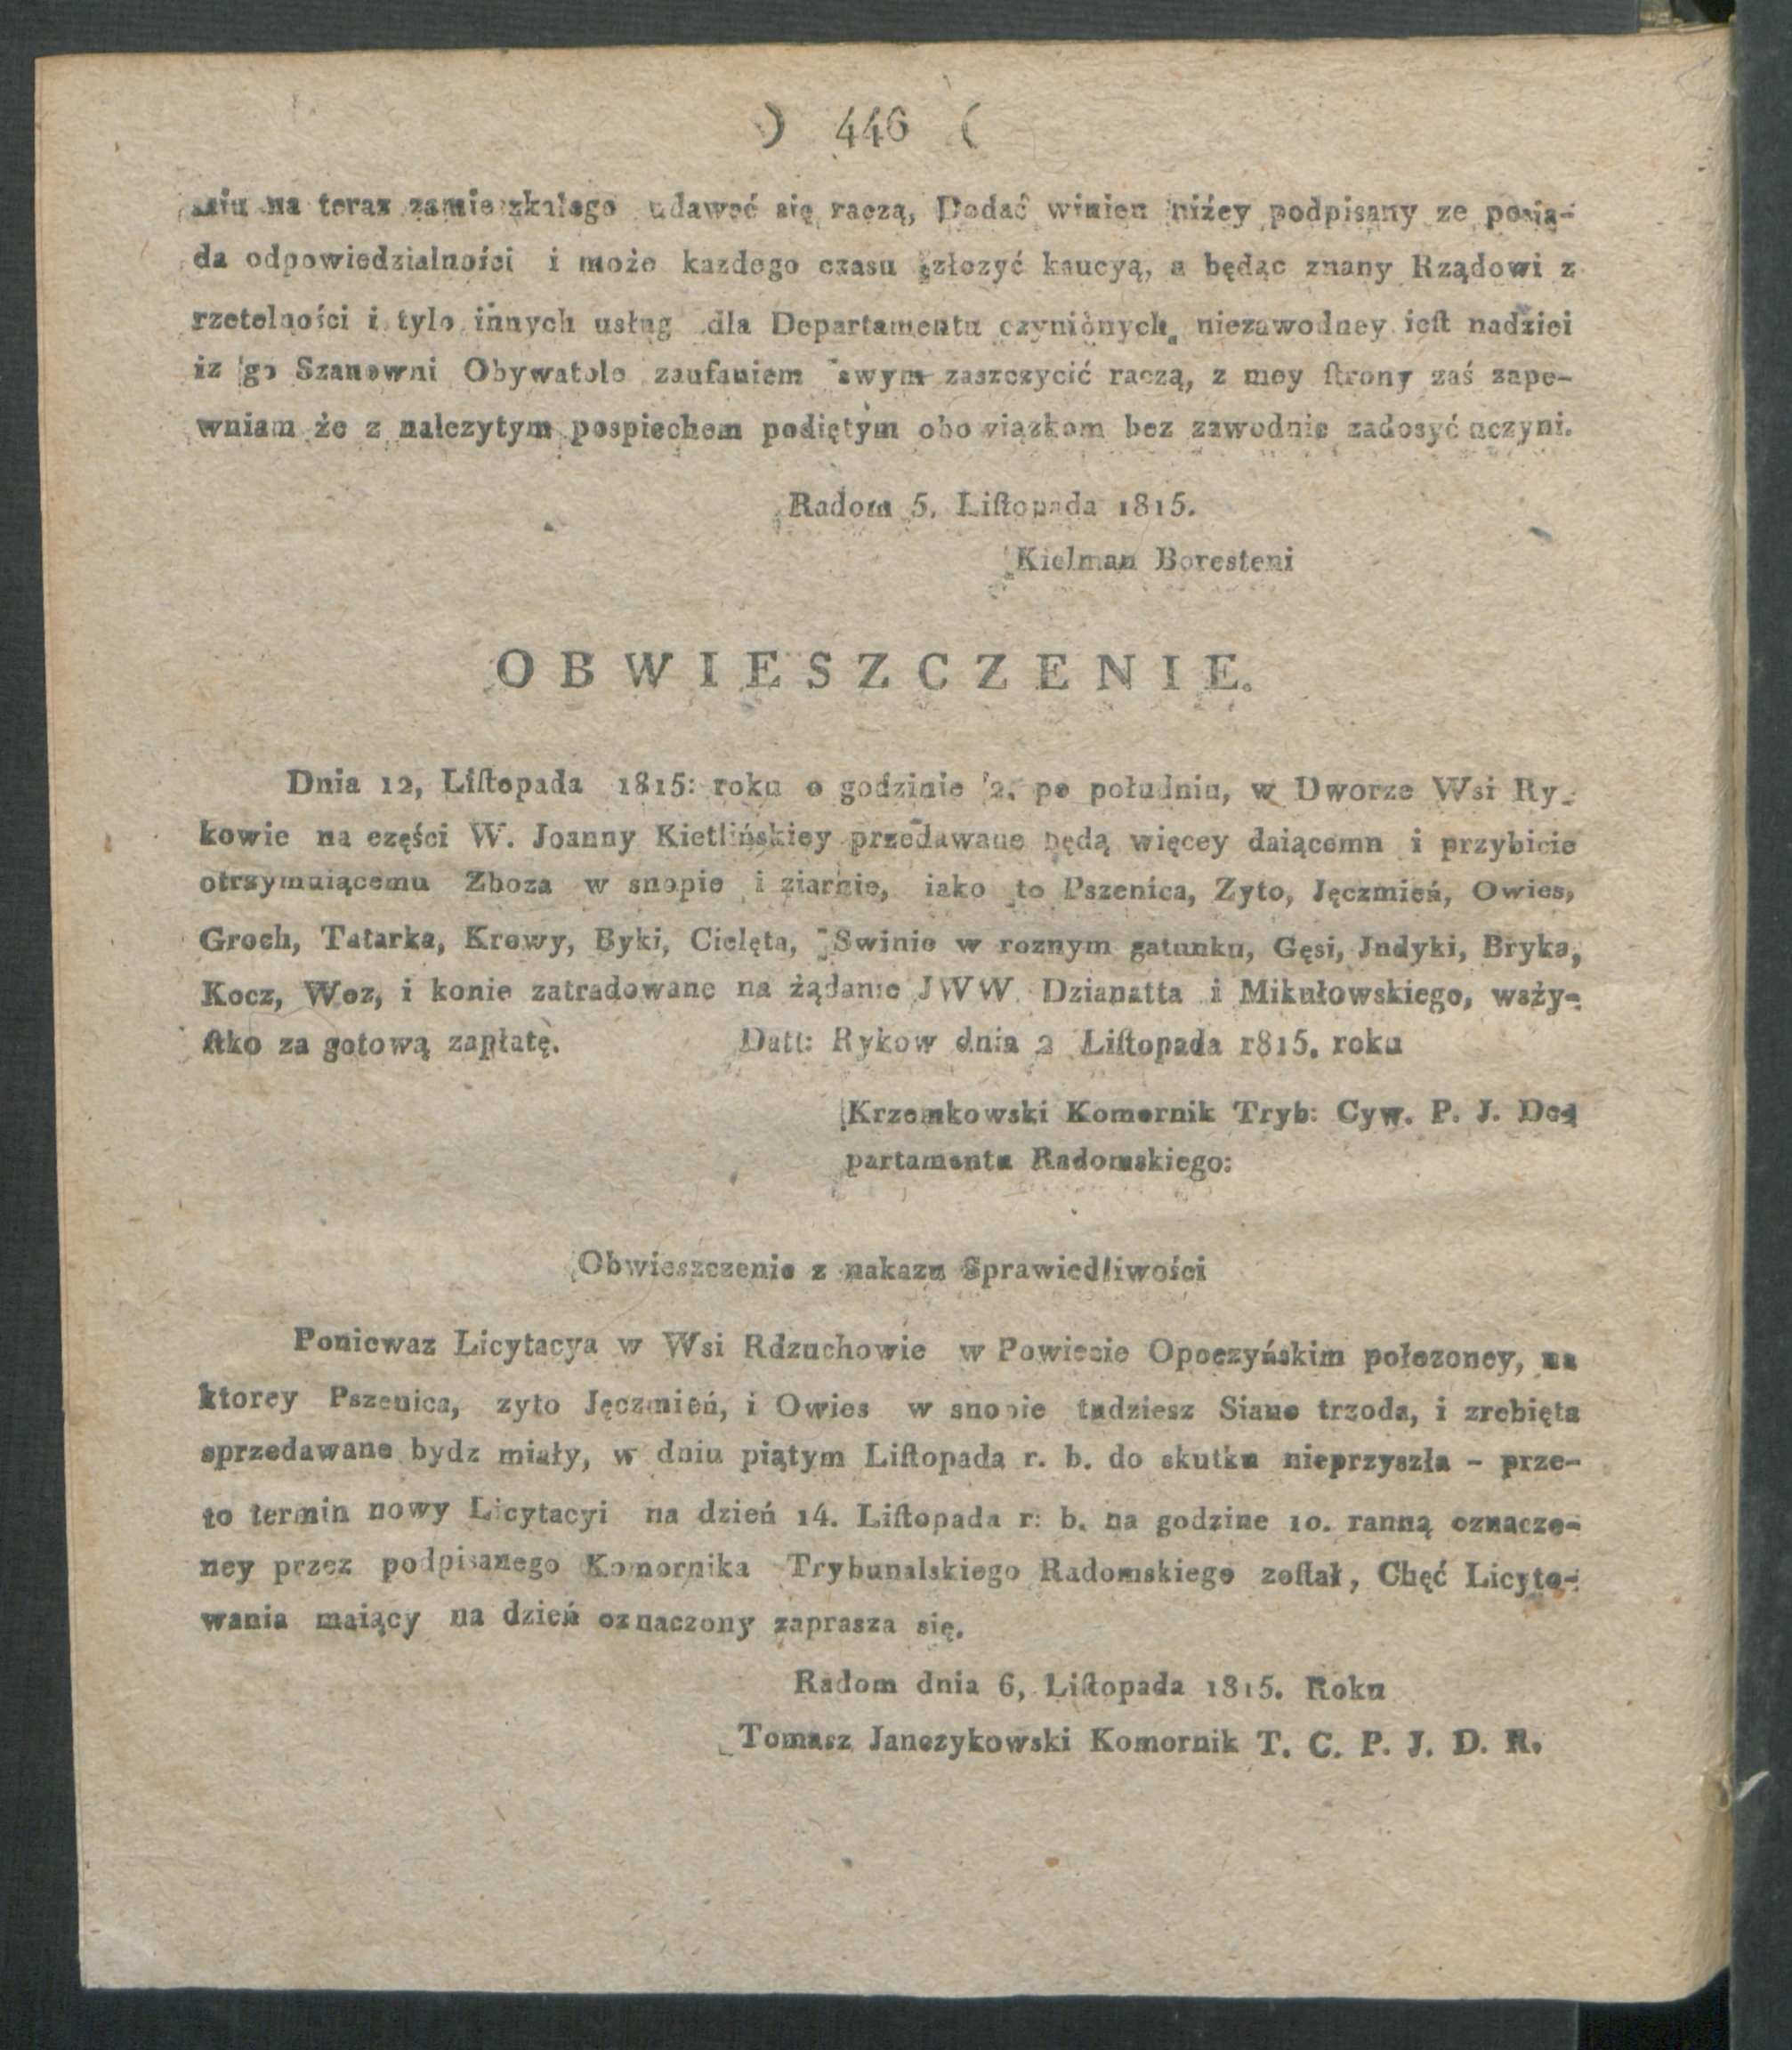 ) 446 (
na teraz zamieszkałego udawać się raczą, Dodać winien niżey podpisany ze posia-
da odpowiedzialności i może kazdego czasu złozyć kaucyą, a będąc znany Rządowi z
rzetelności i tylo innych usług dla Departamentu czynionych, niezawodney ieſt nadziei
iz go Szanowni Obywatele zaufaniem swym zaszczycić raczą, z mey ſtrony zaś zape-
wniam że z należytym pospiechem podiętym obowiązkom bez zawodnie zadosyć uczyni.
Radom 5. Liſtopada 1815.
Kielman Boresteni
OBWIESZCZENIE.
Dnia 12, Liſtopada 1815: roku o godzinie 2. po południu, w Dworze Wsi Ry-
kowie na części W. Joanny Kietlińskiey przedawane będą więcey daiącemu i przybicie
otrzymuiącemu Zboza w snopie i ziarnie, iako to Pszenica, Zyto, Jęczmień, Owies,
Groch, Tatarka, Krowy, Byki, Cielęta, Swinie w roznym gatunku, Gęsi, Jndyki, Bryka,
Kocz, Woz, i konie zatradowane na żądanie JWW. Dzianatta i Mikułowskiego, wszy-
ſtko za gotową zapłatę. Datt: Rykow dnia 2 Liſtopada 1815. roku
Krzemkowski Komornik Tryb: Cyw. P. J. De-
partamentu Radomskiego:
Obwieszczenie z nakazu Sprawiedliwości
Poniewaz Licytacya w Wsi Rdzuchowie w Powiecie Opoczyńskim połozoney, na
ktorey Pszenica, zyto Jęczmień, i Owies w snopie tudziesz Siano trzoda, i zrebięta
sprzedawane bydz miały, w dniu piątym Liſtopada r. b. do skutku nieprzyszła - prze-
to termin nowy Licytacyi na dzień 14. Liſtopada r: b. na godzine 10. ranną oznaczo-
ney przez podpisanego Komornika Trybunalskiego Radomskiego zoſtał, Chęć Licyto-
wania maiący na dzień oznaczony zaprasza się.
Radom dnia 6, Liſtopada 1815. Roku
Tomasz Janczykowski Komornik T. C. P. J. D. R.